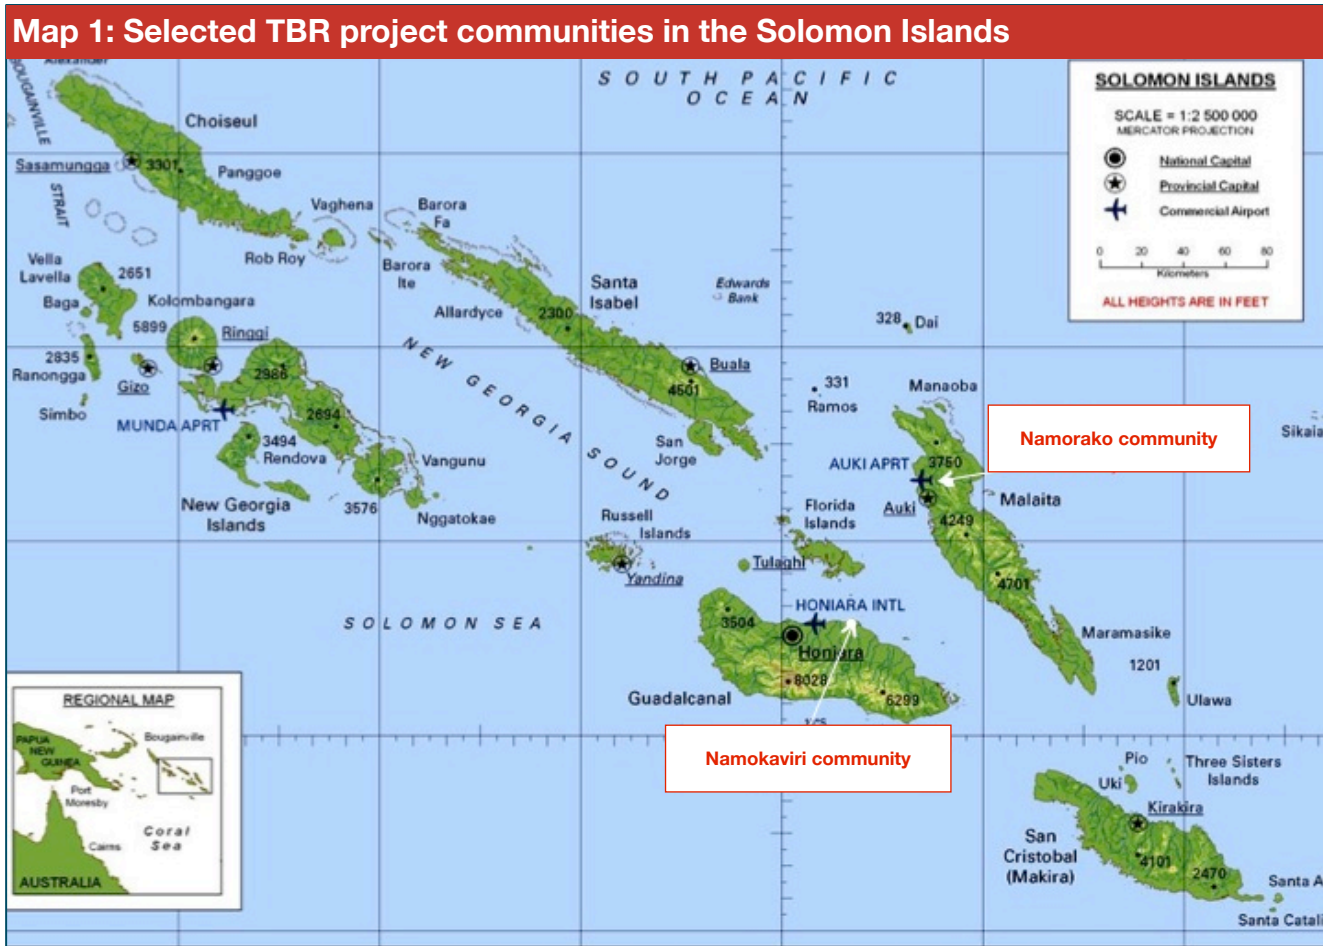 Map 1: Selected TBR project communities in the Solomon Islands
Alexander
BOUGAINVILLE
STRAIT
SOUTH PACIFIC
OCEAN
SOLOMON ISLANDS
SCALE = 1:2 500 000
MERCATOR PROJECTION
National Capital
Provincial Capital
Commercial Airport
0 20 40 60 80
Kilometers
ALL HEIGHTS ARE IN FEET
Choiseul
Sasamungga
3301
Panggoe
Vaghena
Barora
Fa
Rob Roy
Barora
Ite
Vella
Lavella
2651
Baga
Kolombangara
5899
Ringgi
2835
Ranongga
Gizo
Simbo
2986
MUNDA APRT
2694
3494
Rendova
Vangunu
New Georgia
Islands
3576
Nggatokae
Allardyce
Santa
Isabel
2300
Edwards
Bank
328
Dai
Buala
4501
331
Ramos
Manaoba
NEW GEORGIA SOUND
San
Jorge
Namorako community
Sikaia
AUKI APRT
3750
Malaita
Auki
4249
4701
Russell
Islands
Florida
Islands
Yandina
Tulaghi
SOLOMON SEA
HONIARA INTL
3504
Honiara
8028
6299
Guadalcanal
Maramasike
1201
Ulawa
Namokaviri community
REGIONAL MAP
PAPUA
NEW
GUINEA
Bougainville
Port
Moresby
Coral
Sea
Cairns
AUSTRALIA
Pio
Uki
Three Sisters
Islands
Kirakira
San
Cristobal
(Makira)
4101
2470
Santa A
Santa Catali